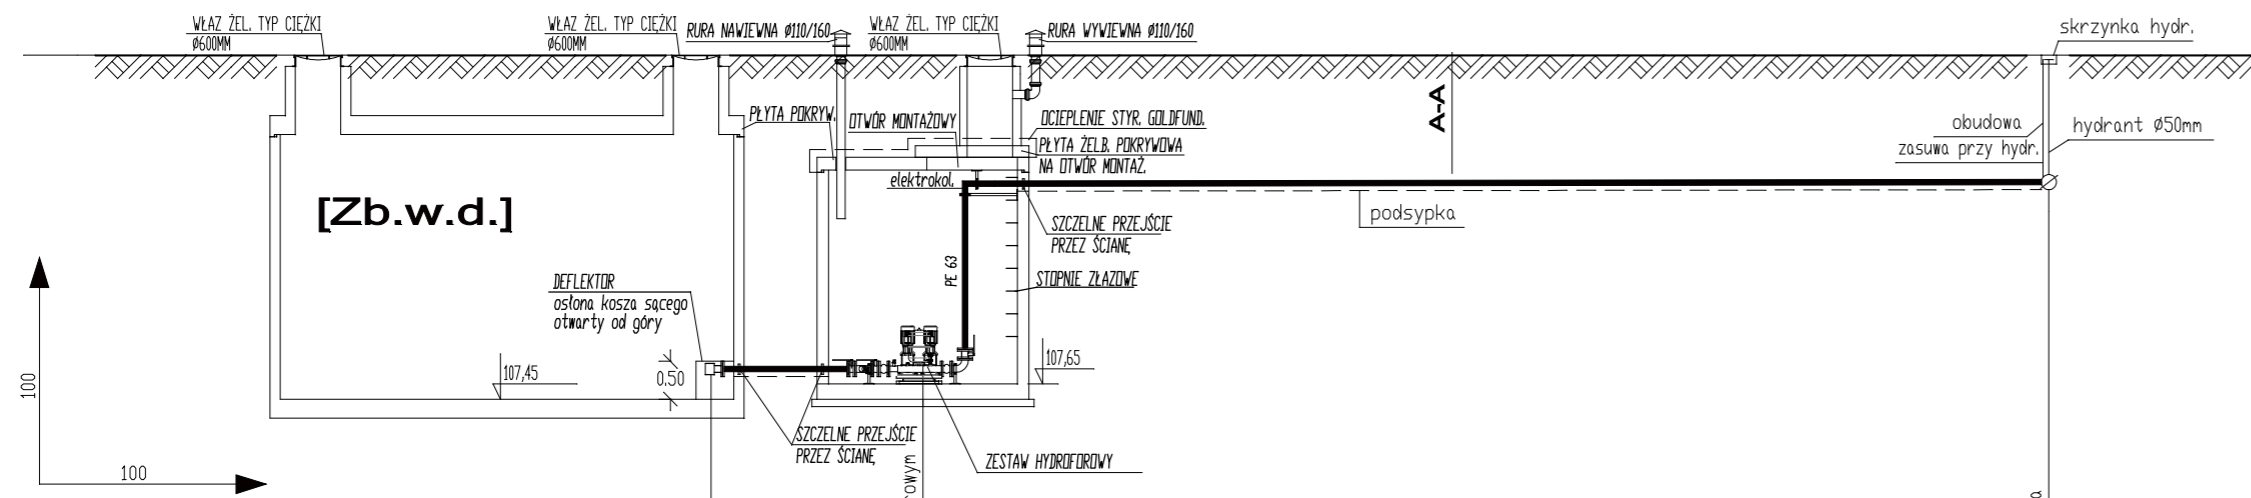 WŁAZ ŻEL. TYP CIĘŻKI
Ø600MM
WŁAZ ŻEL. TYP CIĘŻKI
Ø600MM
RURA NAWIEWNA Ø110/160
WŁAZ ŻEL. TYP CIĘŻKI
Ø600MM
RURA WYWIEWNA Ø110/160
skrzynka hydr.
PŁYTA POKRYW.
OTWÓR MONTAŻOWY
OCIEPLENIE STYR. GOLDFUND.
PŁYTA ŻELB. POKRYWOWA
NA OTWÓR MONTAŻ.
A-A
obudowa
hydrant Ø50mm
zasuwa przy hydr.
elektrokol.
[Zb.w.d.]
podsypka
SZCZELNE PRZEJŚCIE
PRZEZ ŚCIANĘ
PE 63
STOPNIE ZŁAZOWE
DEFLEKTOR
osłona kosza sącego
otwarty od góry
107,45
0,50
107,65
100
100
SZCZELNE PRZEJŚCIE
PRZEZ ŚCIANĘ
ZESTAW HYDROFOROWY
owym
a